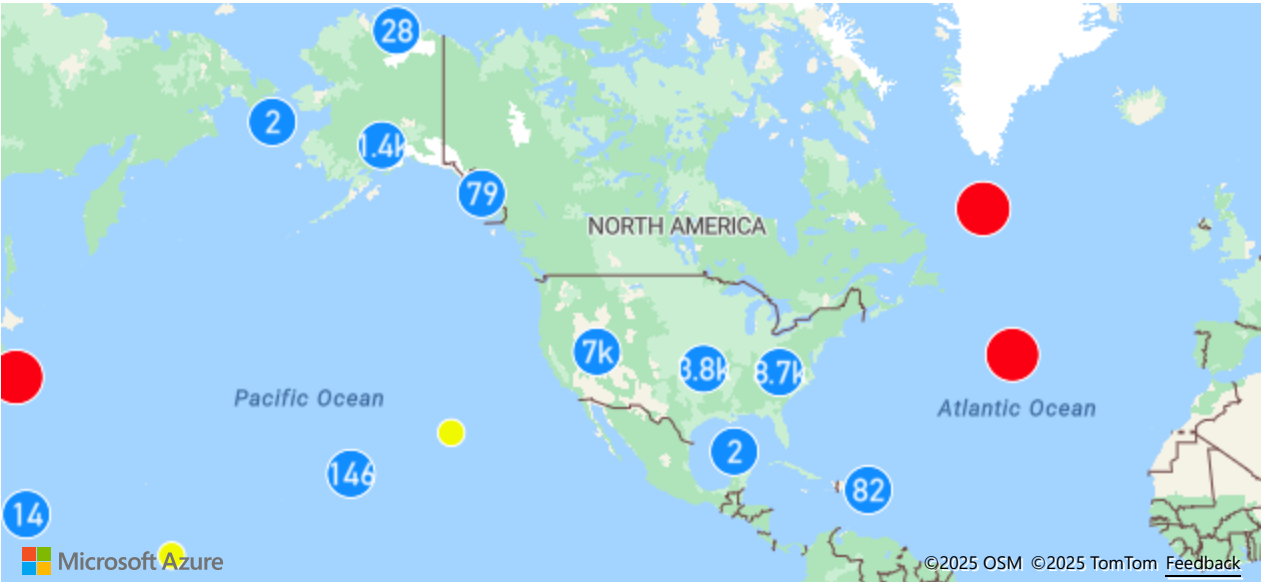 28
2
1.4k
79
NORTH AMERICA
7k
3.8k
8.7k
Pacific Ocean
Atlantic Ocean
2
146
82
14
Microsoft Azure
©2025 OSM ©2025 TomTom Feedback